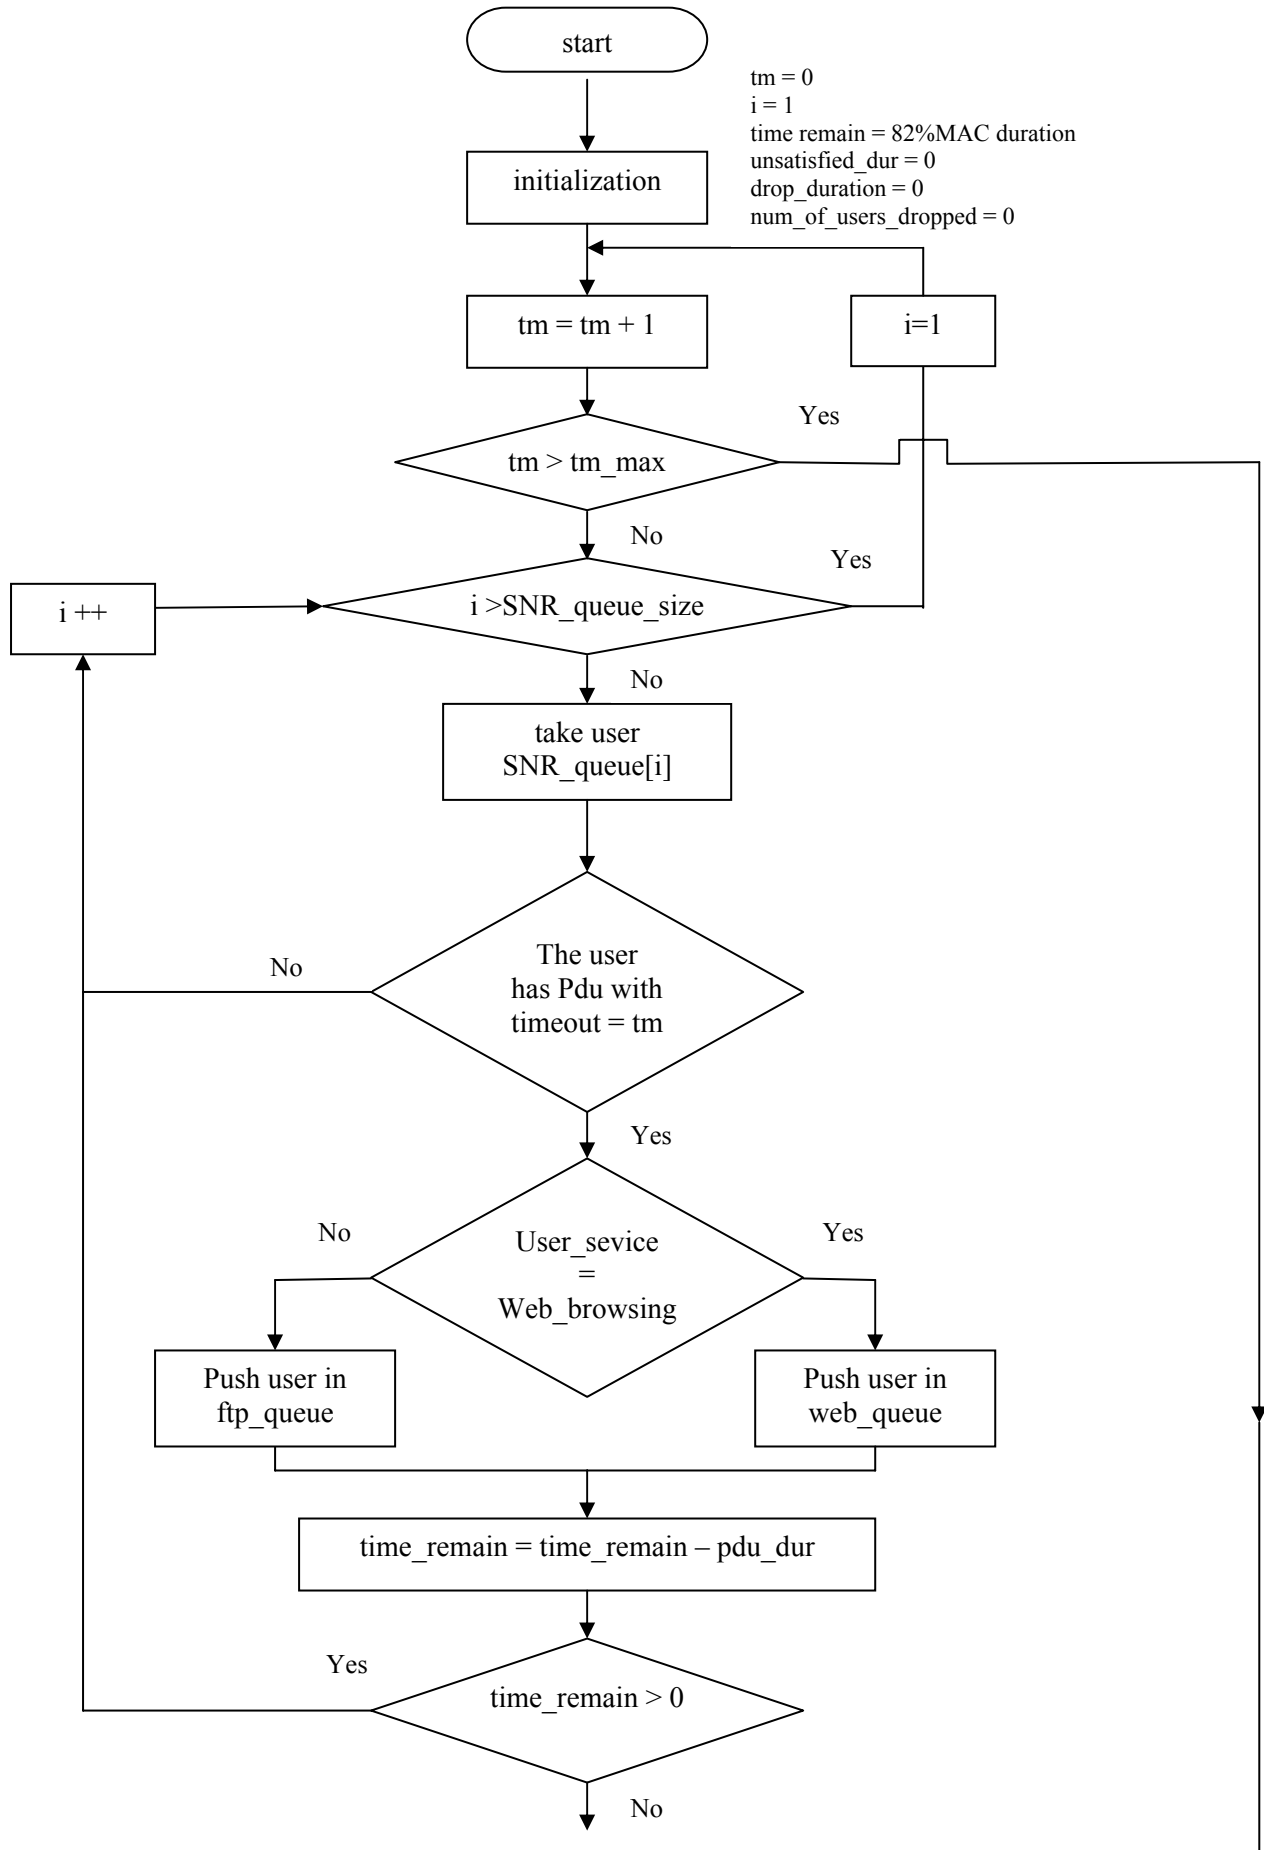 start
tm = 0
i = 1
time remain = 82%MAC duration
unsatisfied_dur = 0
drop_duration = 0
num_of_users_dropped = 0
initialization
tm = tm + 1
i=1
Yes
tm > tm_max
No
Yes
i ++
i >SNR_queue_size
No
take user
SNR_queue[i]
No
The user
has Pdu with
timeout = tm
Yes
No
Yes
User_sevice
=
Web_browsing
Push user in
ftp_queue
Push user in
web_queue
time_remain = time_remain – pdu_dur
Yes
time_remain > 0
No